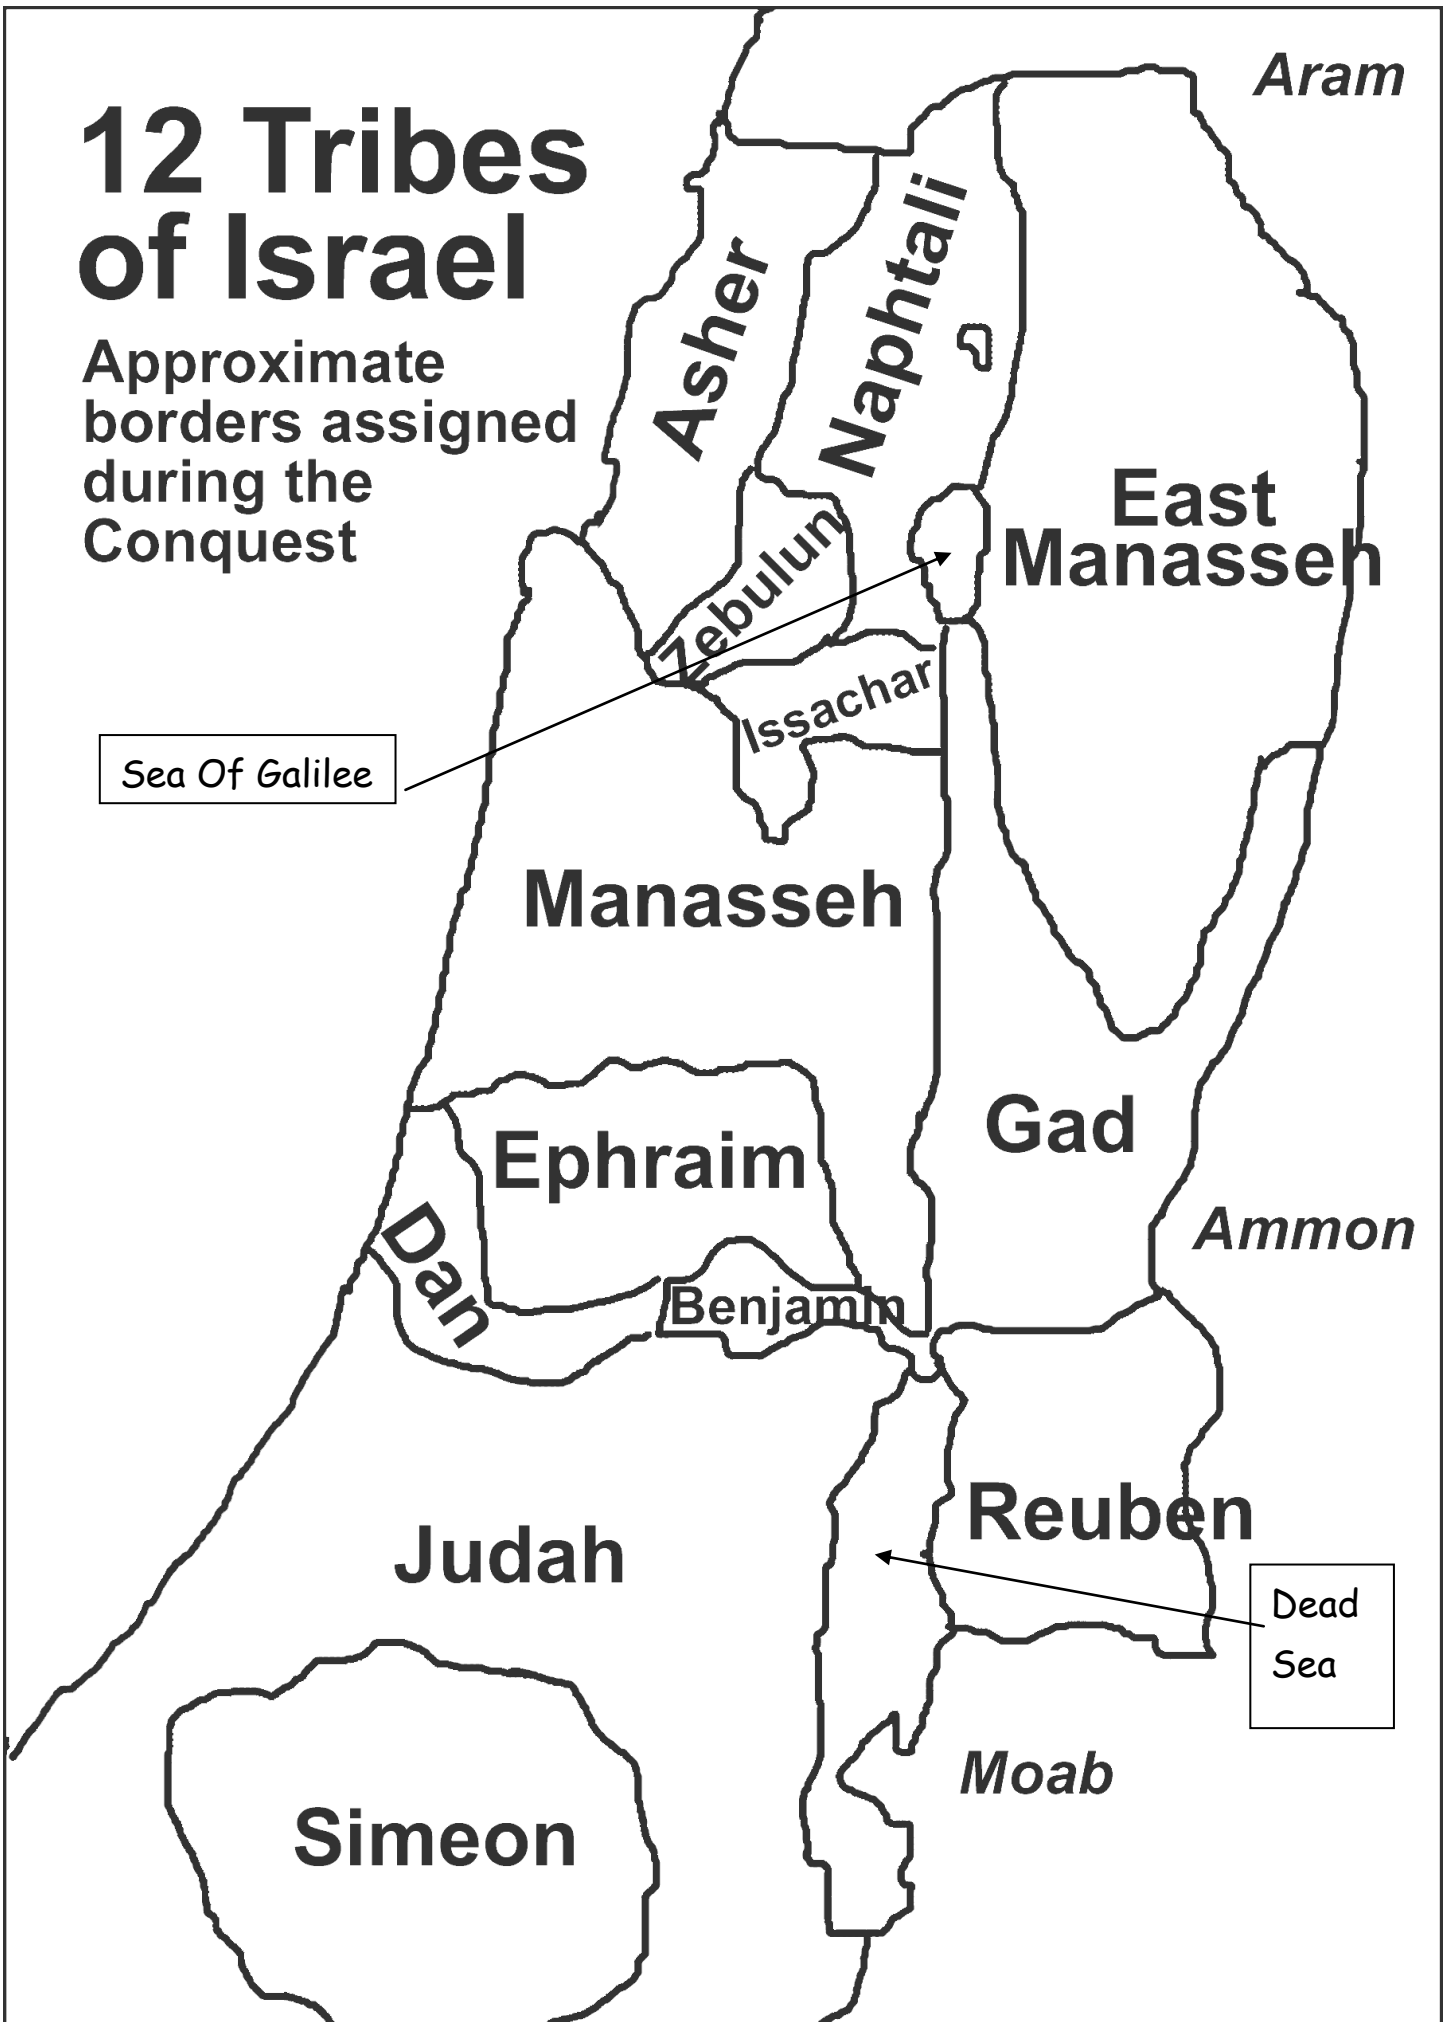 12 Tribes
of Israel
Approximate
borders assigned
during the
Conquest
Aram
Asher
Naphtali
East
Manasseh
Zebulun
Issachar
Sea Of Galilee
Manasseh
Gad
Ephraim
Dan
Ammon
Benjamin
Reuben
Judah
Dead
Sea
Moab
Simeon